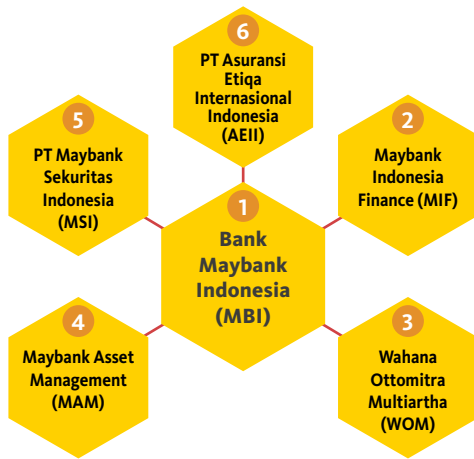 6
PT Asuransi
Etiqa
Internasional
Indonesia
(AEII)
5
PT Maybank
Sekuritas
Indonesia
(MSI)
2
Maybank
Indonesia
Finance (MIF)
1
Bank
Maybank
Indonesia
(MBI)
4
Maybank Asset
Management
(MAM)
3
Wahana
Ottomitra
Multiartha
(WOM)